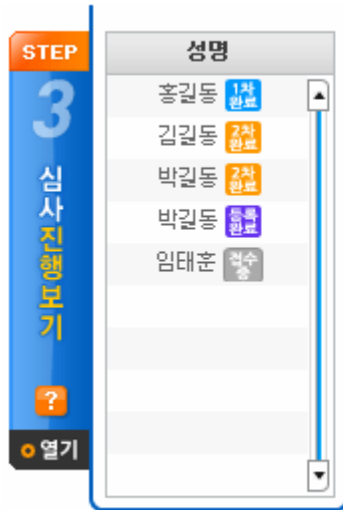 STEP
3
심사진행보기
?
열기
성명
홍길동 1차완료
김길동 2차완료
박길동 2차완료
박길동 등록완료
임태훈 접수중